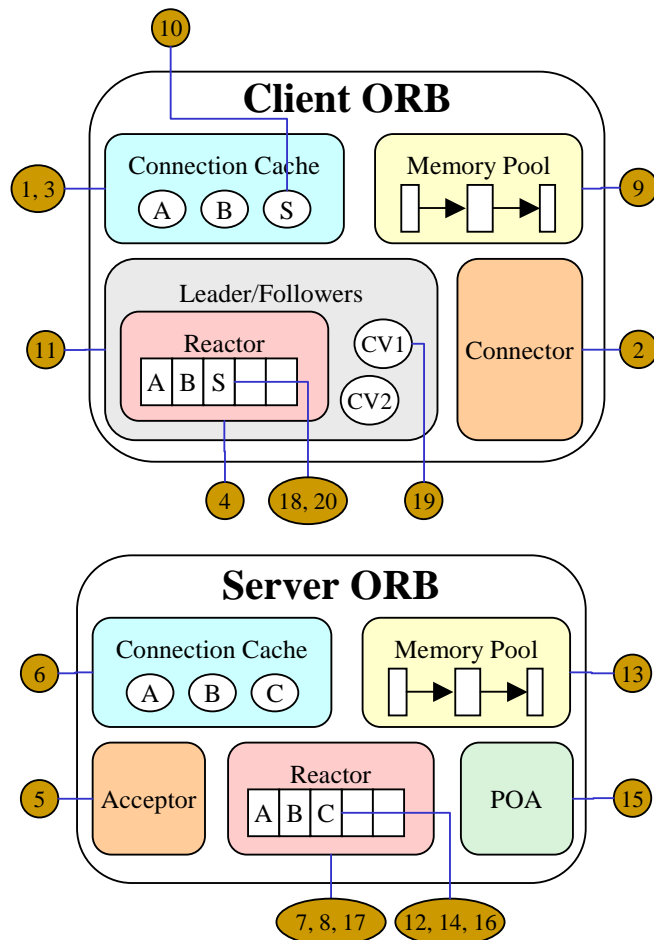 10
Client ORB
Connection Cache
A B S
1, 3
Memory Pool
9
Leader/Followers
Reactor
A B S
CV1
CV2
11
Connector
2
4
18, 20
19
Server ORB
Connection Cache
A B C
6
Memory Pool
13
5
Acceptor
Reactor
A B C
POA
15
7, 8, 17
12, 14, 16